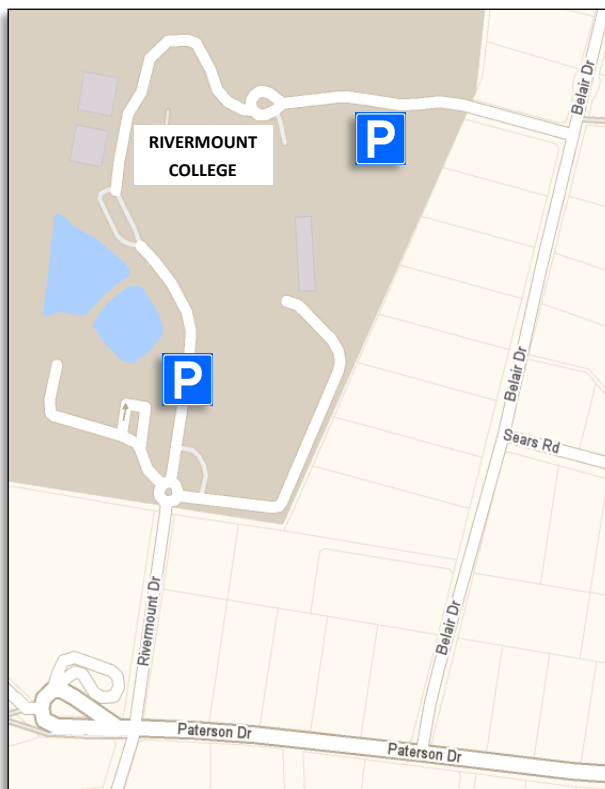 Belair Dr
RIVERMOUNT
COLLEGE
P
Belair Dr
P
Sears Rd
Rivermount Dr
Belair Dr
Paterson Dr
Paterson Dr